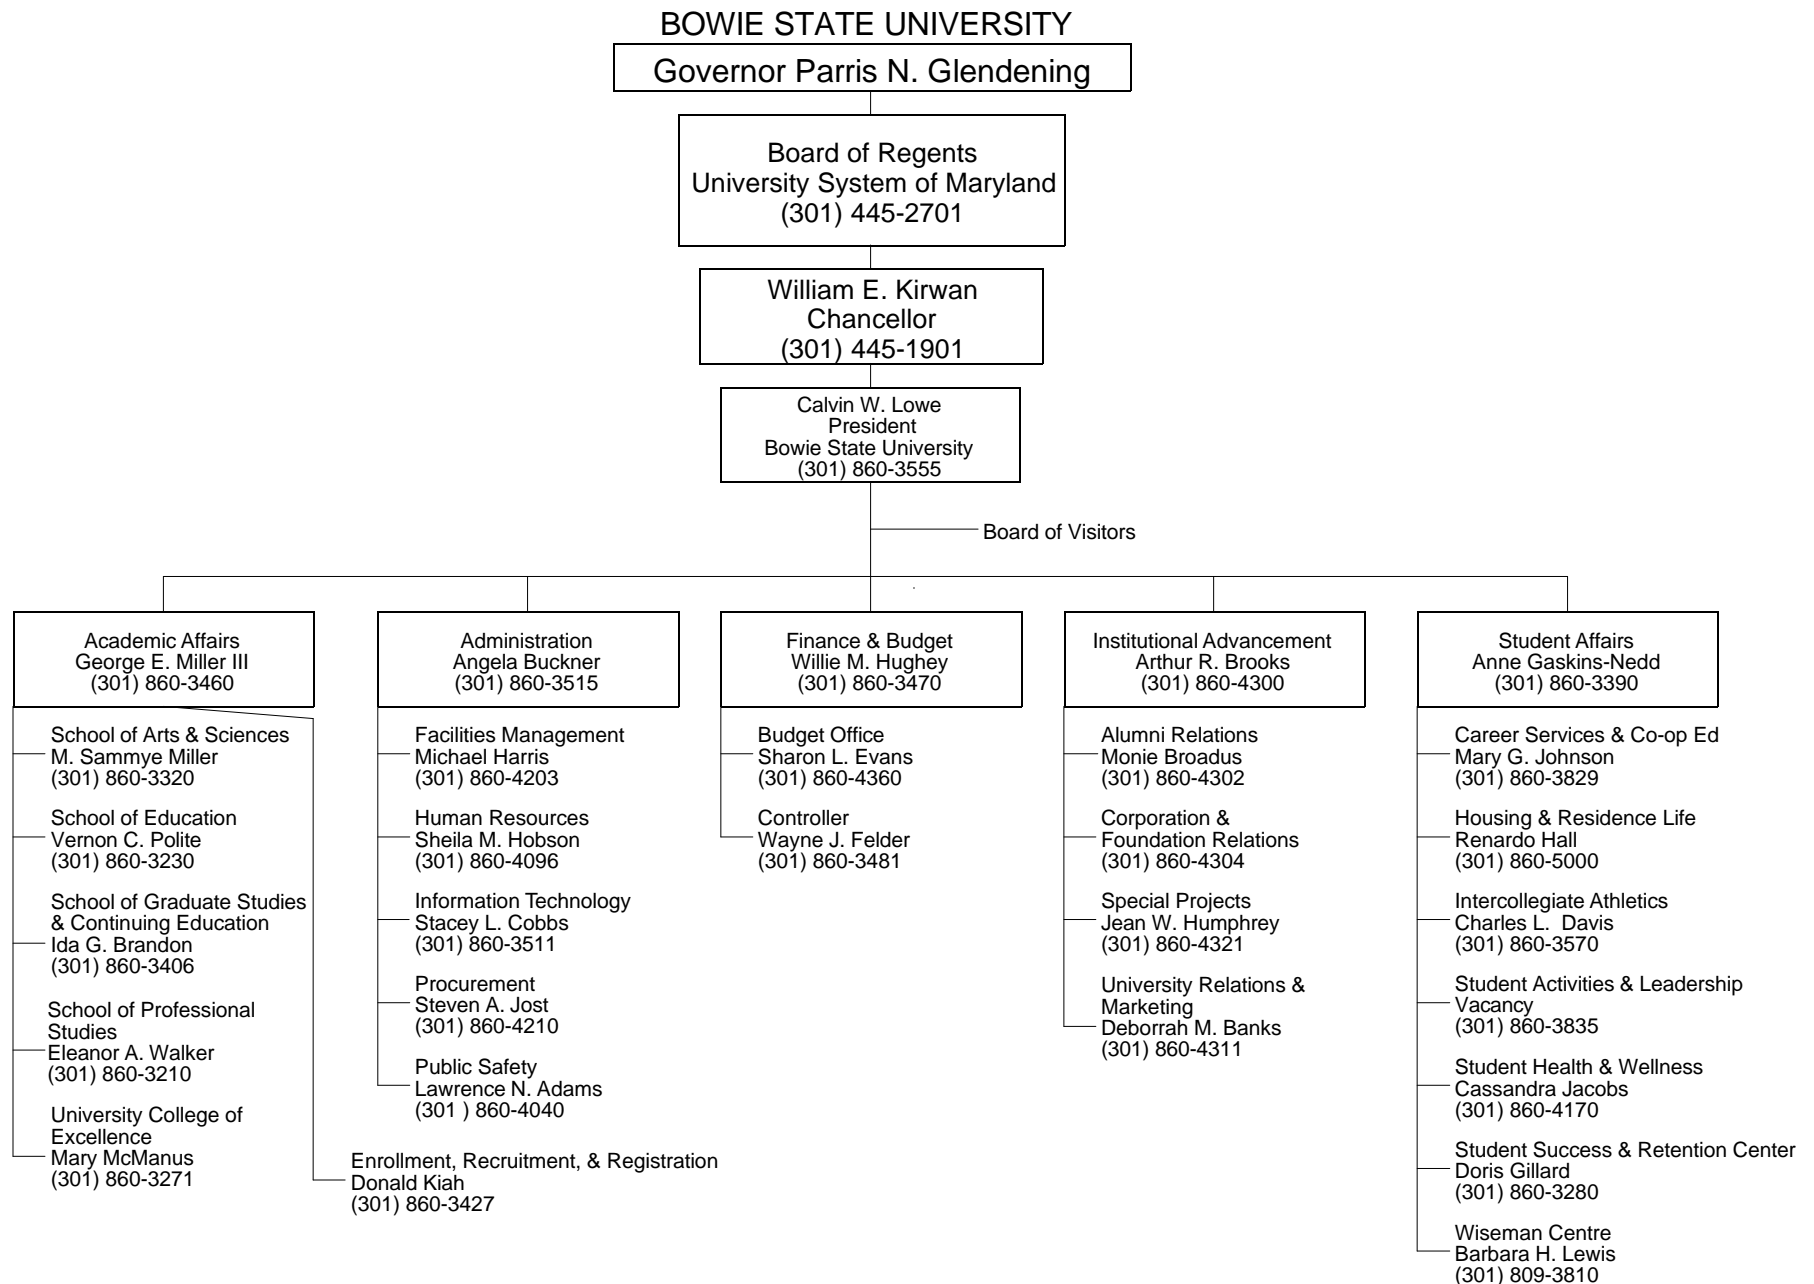 BOWIE STATE UNIVERSITY
Governor Parris N. Glendening
Board of Regents
University System of Maryland
(301) 445-2701
William E. Kirwan
Chancellor
(301) 445-1901
Calvin W. Lowe
President
Bowie State University
(301) 860-3555
Board of Visitors
Academic Affairs
George E. Miller III
(301) 860-3460
School of Arts & Sciences
M. Sammye Miller
(301) 860-3320
School of Education
Vernon C. Polite
(301) 860-3230
School of Graduate Studies
& Continuing Education
Ida G. Brandon
(301) 860-3406
School of Professional
Studies
Eleanor A. Walker
(301) 860-3210
University College of
Excellence
Mary McManus
(301) 860-3271
Enrollment, Recruitment, & Registration
Donald Kiah
(301) 860-3427
Administration
Angela Buckner
(301) 860-3515
Facilities Management
Michael Harris
(301) 860-4203
Human Resources
Sheila M. Hobson
(301) 860-4096
Information Technology
Stacey L. Cobbs
(301) 860-3511
Procurement
Steven A. Jost
(301) 860-4210
Public Safety
Lawrence N. Adams
(301 ) 860-4040
Finance & Budget
Willie M. Hughey
(301) 860-3470
Budget Office
Sharon L. Evans
(301) 860-4360
Controller
Wayne J. Felder
(301) 860-3481
Institutional Advancement
Arthur R. Brooks
(301) 860-4300
Alumni Relations
Monie Broadus
(301) 860-4302
Corporation &
Foundation Relations
(301) 860-4304
Special Projects
Jean W. Humphrey
(301) 860-4321
University Relations &
Marketing
Deborrah M. Banks
(301) 860-4311
Student Affairs
Anne Gaskins-Nedd
(301) 860-3390
Career Services & Co-op Ed
Mary G. Johnson
(301) 860-3829
Housing & Residence Life
Renardo Hall
(301) 860-5000
Intercollegiate Athletics
Charles L. Davis
(301) 860-3570
Student Activities & Leadership
Vacancy
(301) 860-3835
Student Health & Wellness
Cassandra Jacobs
(301) 860-4170
Student Success & Retention Center
Doris Gillard
(301) 860-3280
Wiseman Centre
Barbara H. Lewis
(301) 809-3810